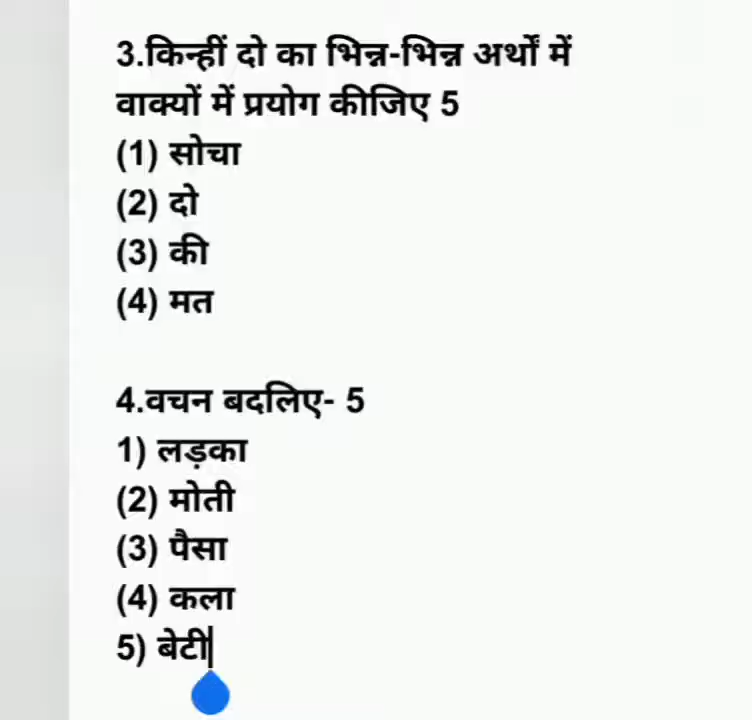 3.किन्हीं दो का भिन्न-भिन्न अर्थों में
वाक्यों में प्रयोग कीजिए 5
(1) सोचा
(2) दो
(3) की
(4) मत
4.वचन बदलिए- 5
1) लड़का
(2) मोती
(3) पैसा
(4) कला
5) बेटी